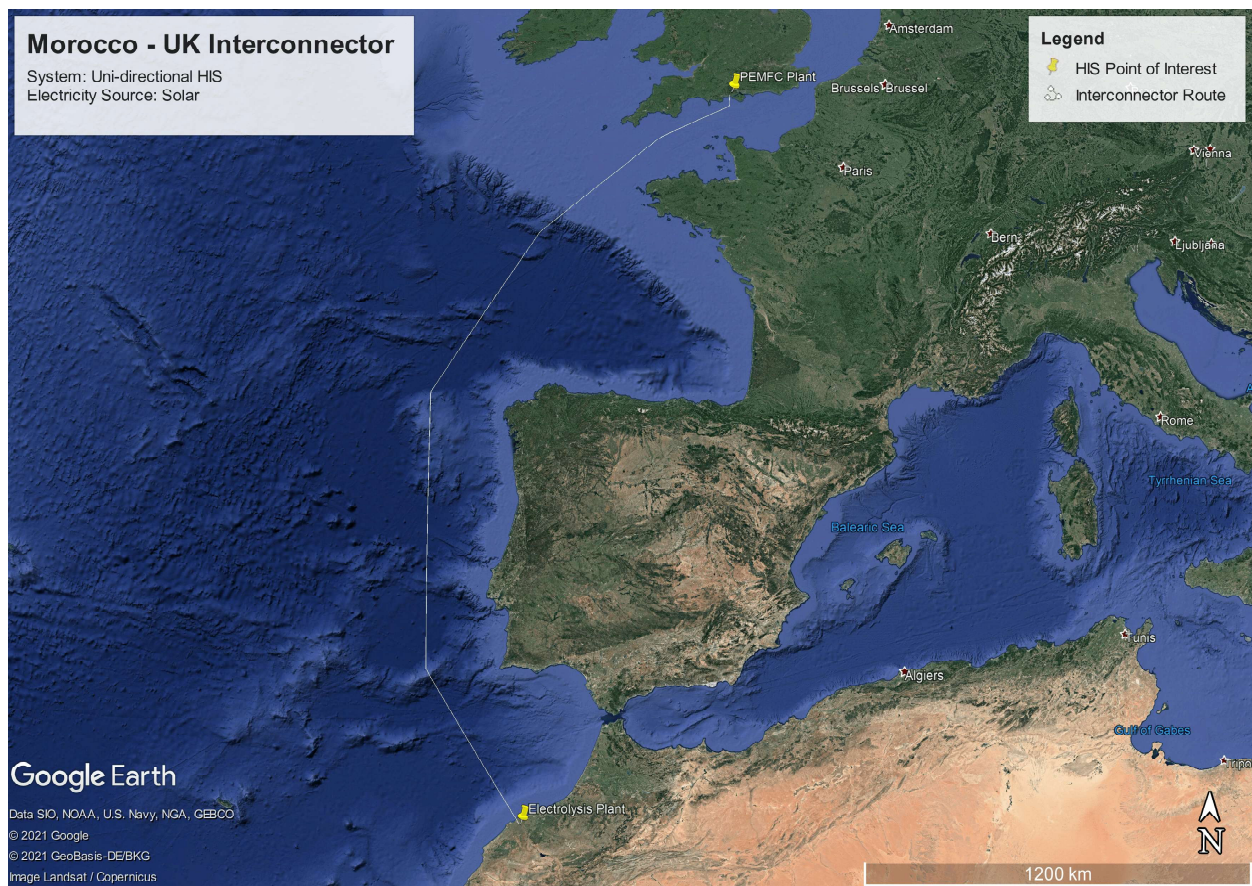 Morocco - UK Interconnector
System: Uni-directional HIS
Electricity Source: Solar
Legend
HIS Point of Interest
Interconnector Route
Amsterdam
PEMFC Plant
Brussels Brussel
Paris
Vienna
Bern
Ljubljana
Rome
Tyrrhenian Sea
Balearic Sea
Tunis
Algiers
Gulf of Gabes
Tripo
Electrolysis Plant
Google Earth
Data SIO, NOAA, U.S. Navy, NGA, GEBCO
© 2021 Google
© 2021 GeoBasis-DE/BKG
Image Landsat / Copernicus
N
1200 km